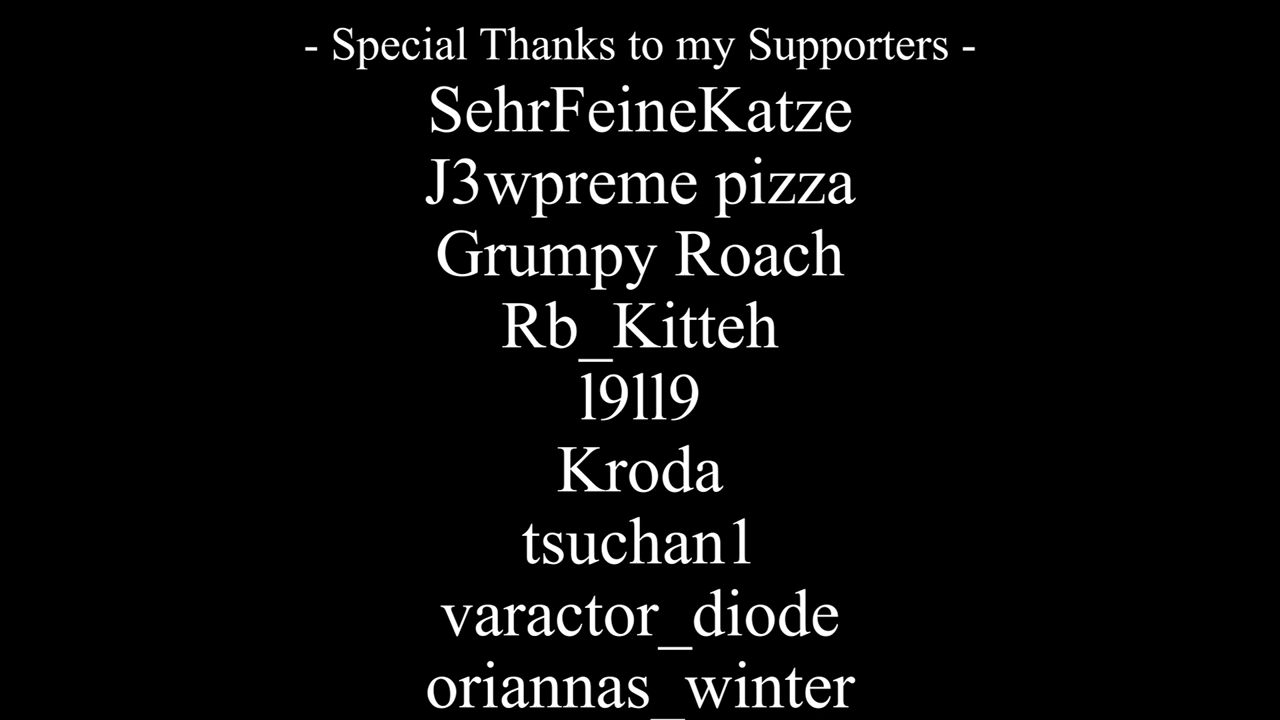 - Special Thanks to my Supporters -
SehrFeineKatze
J3wpreme pizza
Grumpy Roach
Rb_Kitteh
l9ll9
Kroda
tsuchan1
varactor_diode
oriannas_winter